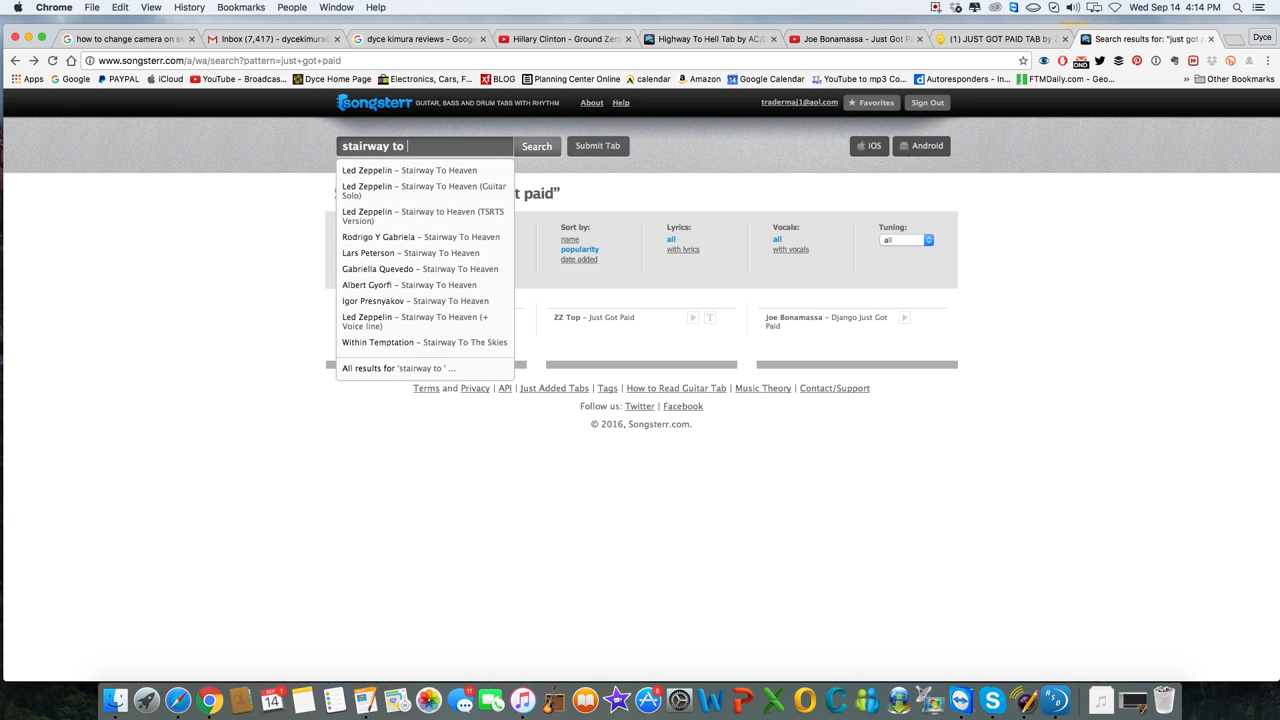 Chrome File Edit View History Bookmarks People Window Help Wed Sep 14 4:14 PM
how to change camera on s Inbox (7,417) - dycekimura@ dyce kimura reviews - Goog Hillary Clinton - Ground Zer Highway To Hell Tab by AC/D Joe Bonamassa - Just Got P (1) JUST GOT PAID TAB by Z Search results for: "just got p Dyce
www.songsterr.com/a/wa/search?pattern=just+got+paid
Apps Google PAYPAL iCloud YouTube - Broadcas... Dyce Home Page Electronics, Cars, F... BLOG Planning Center Online calendar Amazon Google Calendar YouTube to mp3 Co... Autoresponders - In... FTMDaily.com - Geo... Other Bookmarks
songsterr GUITAR, BASS AND DRUM TABS WITH RHYTHM About Help tradermaj1@aol.com Favorites Sign Out
stairway to Search Submit Tab iOS Android
Led Zeppelin – Stairway To Heaven
Led Zeppelin – Stairway To Heaven (Guitar
Solo)
Led Zeppelin – Stairway to Heaven (TSRTS
Version)
Rodrigo Y Gabriela – Stairway To Heaven
Lars Peterson – Stairway To Heaven
Gabriella Quevedo – Stairway To Heaven
Albert Gyorfi – Stairway To Heaven
Igor Presnyakov – Stairway To Heaven
Led Zeppelin – Stairway To Heaven (+
Voice line)
Within Temptation – Stairway To The Skies
All results for 'stairway to ' ...
t paid”
Sort by: Lyrics: Vocals: Tuning:
name all all all
popularity with lyrics with vocals
date added
ZZ Top – Just Got Paid T Joe Bonamassa – Django Just Got
Paid
Terms and Privacy | API | Just Added Tabs | Tags | How to Read Guitar Tab | Music Theory | Contact/Support
Follow us: Twitter | Facebook
© 2016, Songsterr.com.